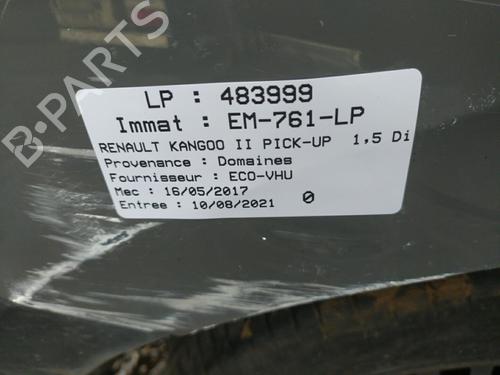 B-PARTS
LP : 483999
Immat : EM-761-LP
RENAULT KANGOO II PICK-UP 1,5 Di
Provenance : Domaines
Fournisseur : ECO-VHU
Mec : 16/05/2017
Entree : 10/08/2021 0